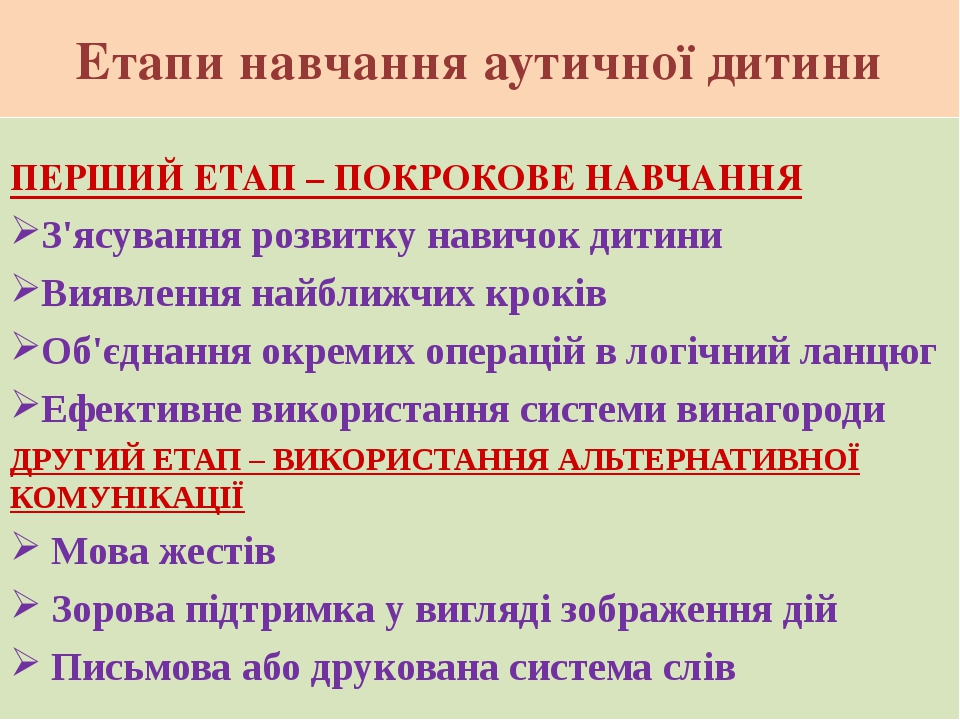 Етапи навчання аутичної дитини
ПЕРШИЙ ЕТАП – ПОКРОКОВЕ НАВЧАННЯ
З'ясування розвитку навичок дитини
Виявлення найближчих кроків
Об'єднання окремих операцій в логічний ланцюг
Ефективне використання системи винагороди
ДРУГИЙ ЕТАП – ВИКОРИСТАННЯ АЛЬТЕРНАТИВНОЇ
КОМУНІКАЦІЇ
Мова жестів
Зорова підтримка у вигляді зображення дій
Письмова або друкована система слів